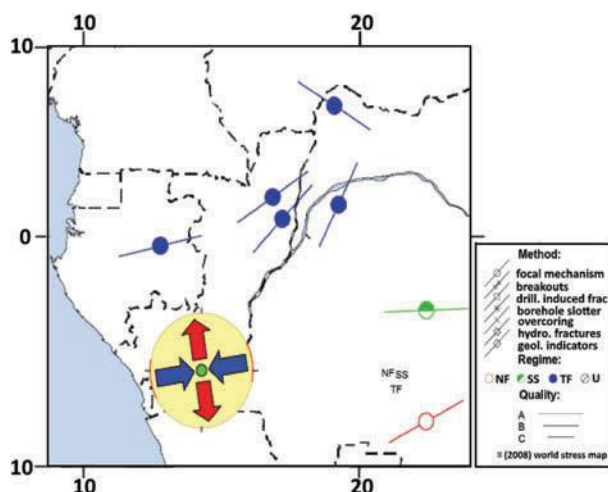 10 20
10
0
10
10 20
NF SS
TF
Method:
focal mechanism
breakouts
drill. induced frac
borehole slotter
overcoring
hydro. fractures
geol. indicators
Regime:
NF SS TF U
Quality:
A
B
C
(2008) world stress map